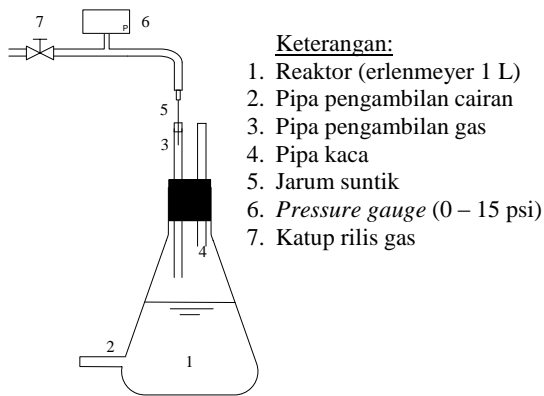 7
6
P
5
3
4
2
1
Keterangan:
1. Reaktor (erlenmeyer 1 L)
2. Pipa pengambilan cairan
3. Pipa pengambilan gas
4. Pipa kaca
5. Jarum suntik
6. Pressure gauge (0 – 15 psi)
7. Katup rilis gas